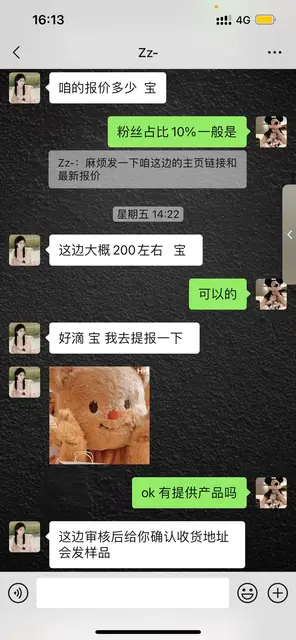 16:13
4G
Zz-
咱的报价多少 宝
粉丝占比10%一般是
Zz-：麻烦发一下咱这边的主页链接和
最新报价
星期五 14:22
这边大概200左右 宝
可以的
好滴 宝 我去提报一下
ok 有提供产品吗
这边审核后给你确认收货地址
会发样品